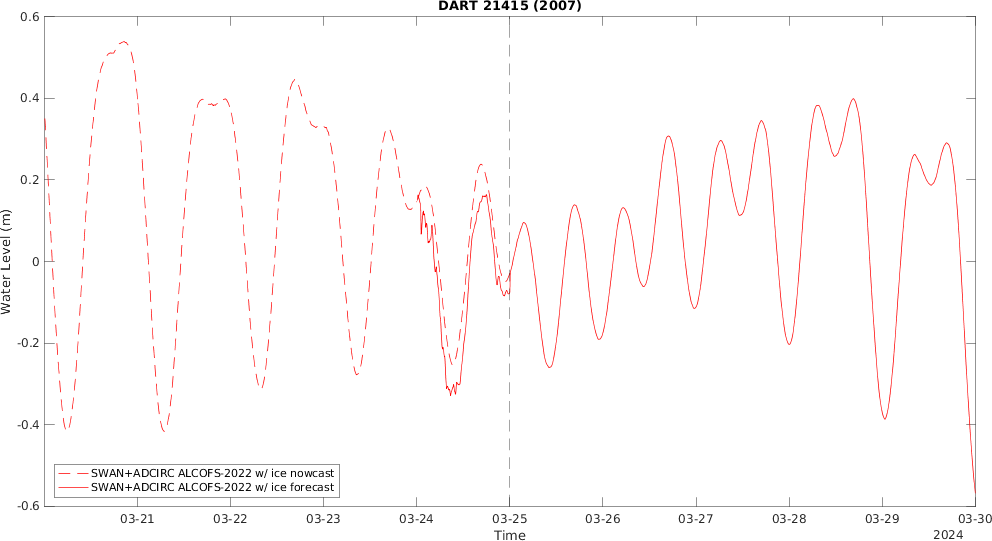 DART 21415 (2007)
0.6
0.4
0.2
0
-0.2
-0.4
-0.6
Water Level (m)
SWAN+ADCIRC ALCOFS-2022 w/ ice nowcast
SWAN+ADCIRC ALCOFS-2022 w/ ice forecast
03-21 03-22 03-23 03-24 03-25 03-26 03-27 03-28 03-29 03-30
Time
2024